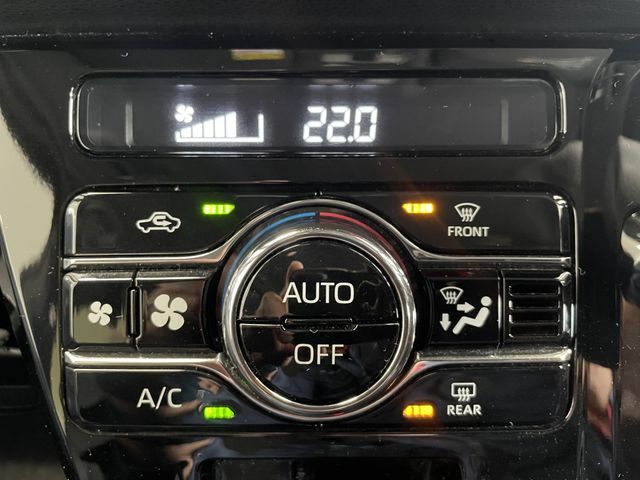 22.0
FRONT
AUTO
OFF
A/C
REAR